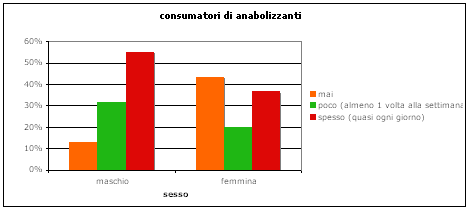 consumatori di anabolizzanti
60%
50%
40%
30%
20%
10%
0%
maschio femmina
sesso
mai
poco (almeno 1 volta alla settimana
spesso (quasi ogni giorno)